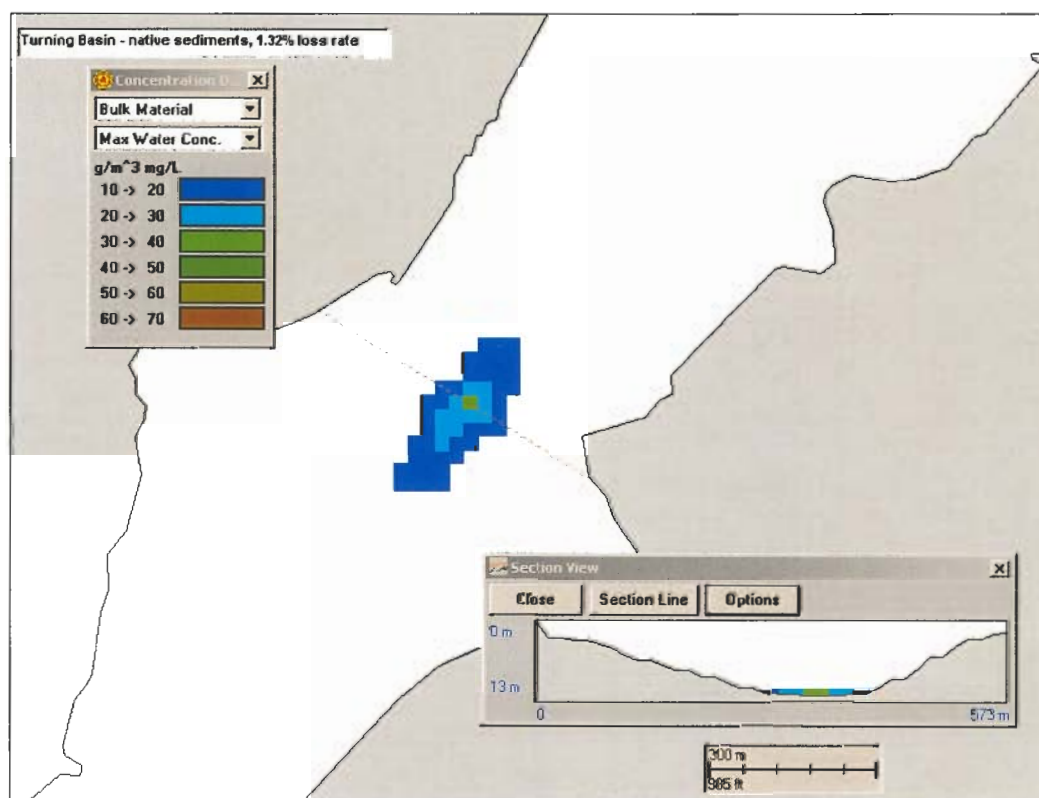 Turning Basin - native sediments, 1.32% loss rate
Concentration D...
Bulk Material
Max Water Conc.
g/m^3 mg/L
10 -> 20
20 -> 30
30 -> 40
40 -> 50
50 -> 60
60 -> 70
Section View
Close Section Line Options
0 m
13 m
0 573 m
300 m
985 ft